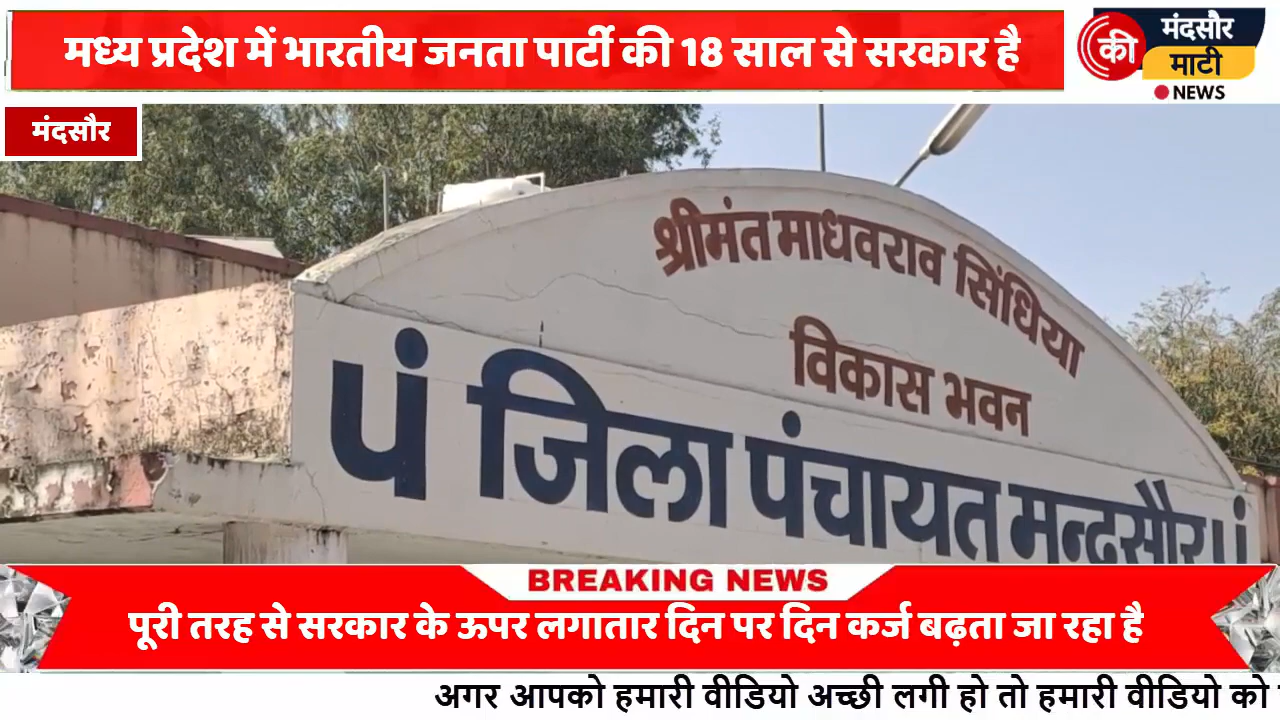 मध्य प्रदेश में भारतीय जनता पार्टी की 18 साल से सरकार है
की मंदसौर
माटी
NEWS
मंदसौर
श्रीमंत माधवराव सिंधिया
विकास भवन
पं जिला पंचायत मन्दसौर पं
BREAKING NEWS
पूरी तरह से सरकार के ऊपर लगातार दिन पर दिन कर्ज बढ़ता जा रहा है
अगर आपको हमारी वीडियो अच्छी लगी हो तो हमारी वीडियो को